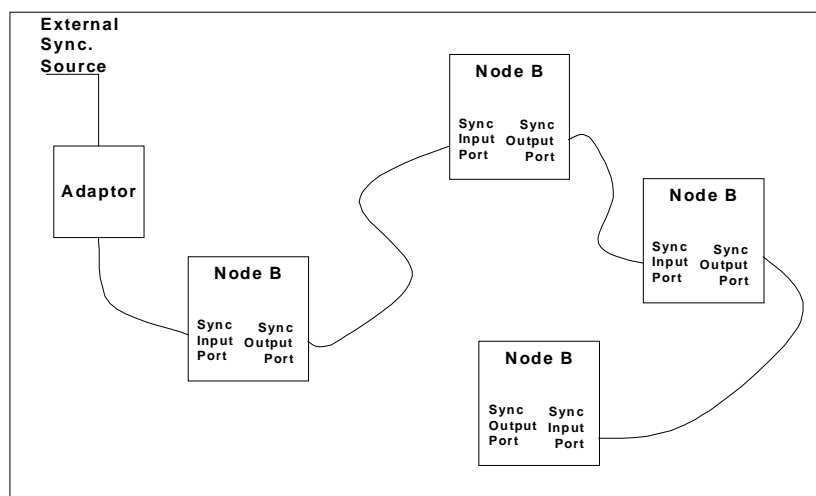 External
Sync.
Source
Adaptor
Node B
Sync
Input
Port
Sync
Output
Port
Node B
Sync
Input
Port
Sync
Output
Port
Node B
Sync
Input
Port
Sync
Output
Port
Node B
Sync
Output
Port
Sync
Input
Port